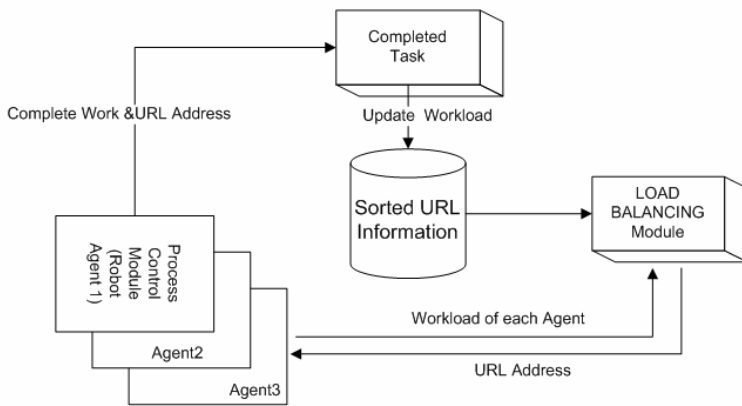 Completed
Task
Complete Work &URL Address
Update Workload
Sorted URL
Information
LOAD
BALANCING
Module
Process
Control
Module
(Robot
Agent 1)
Agent2
Agent3
Workload of each Agent
URL Address